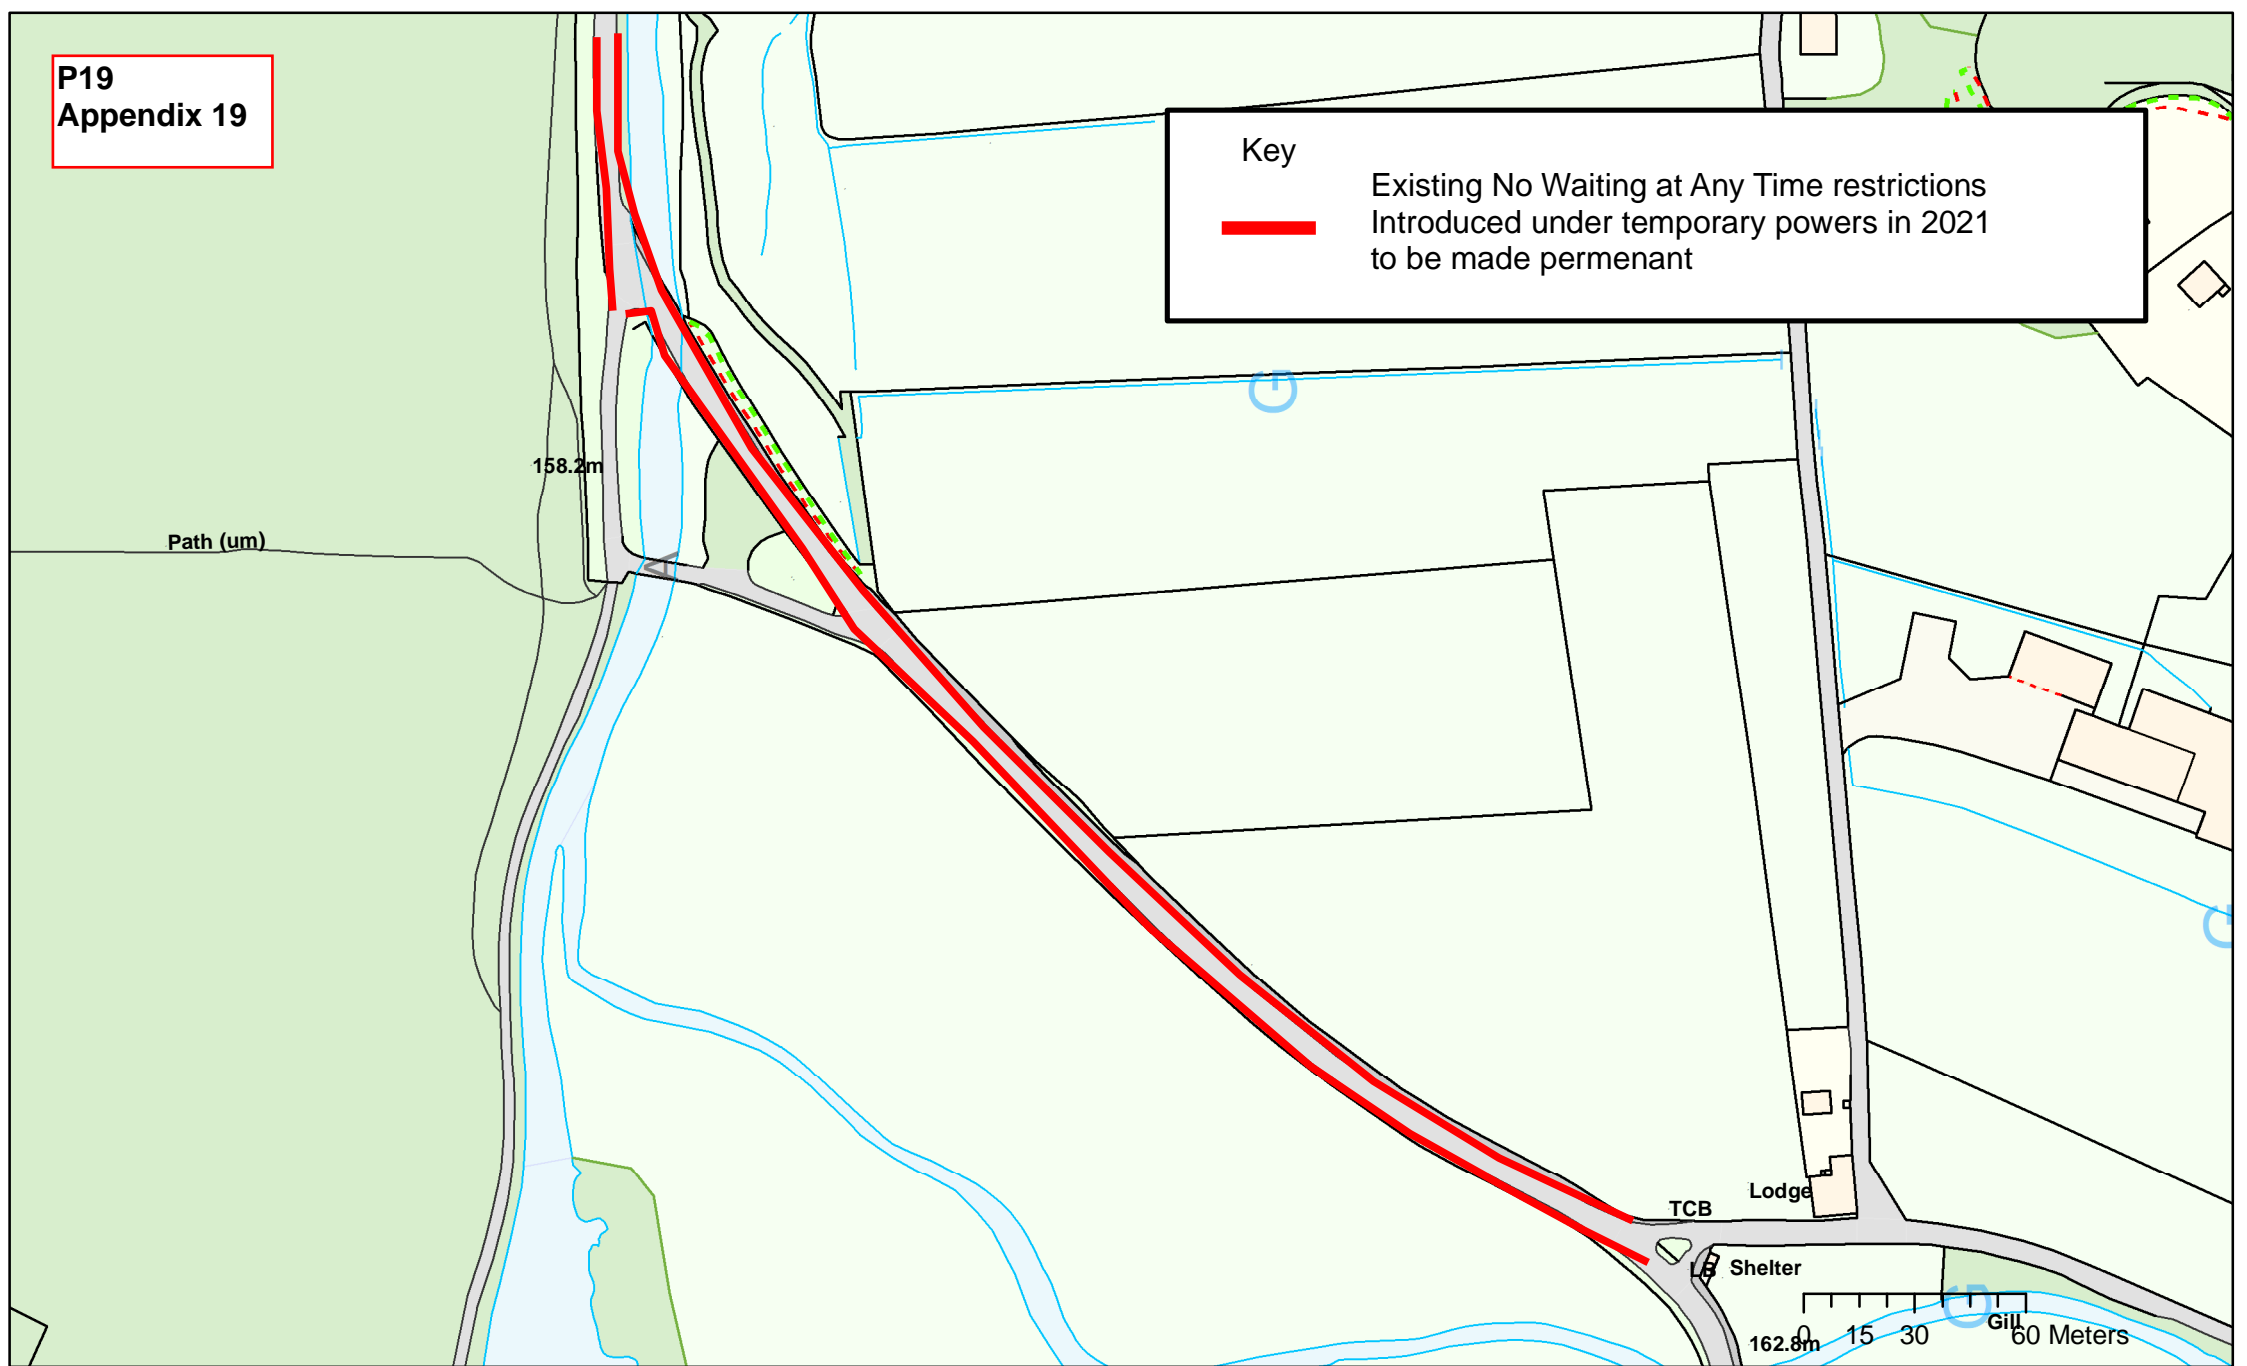 P19
Appendix 19
Key
Existing No Waiting at Any Time restrictions
Introduced under temporary powers in 2021
to be made permenant
G
158.2m
Path (um)
A
G
Lodge
TCB
LB Shelter
G
Gill
0 15 30 60 Meters
162.8m